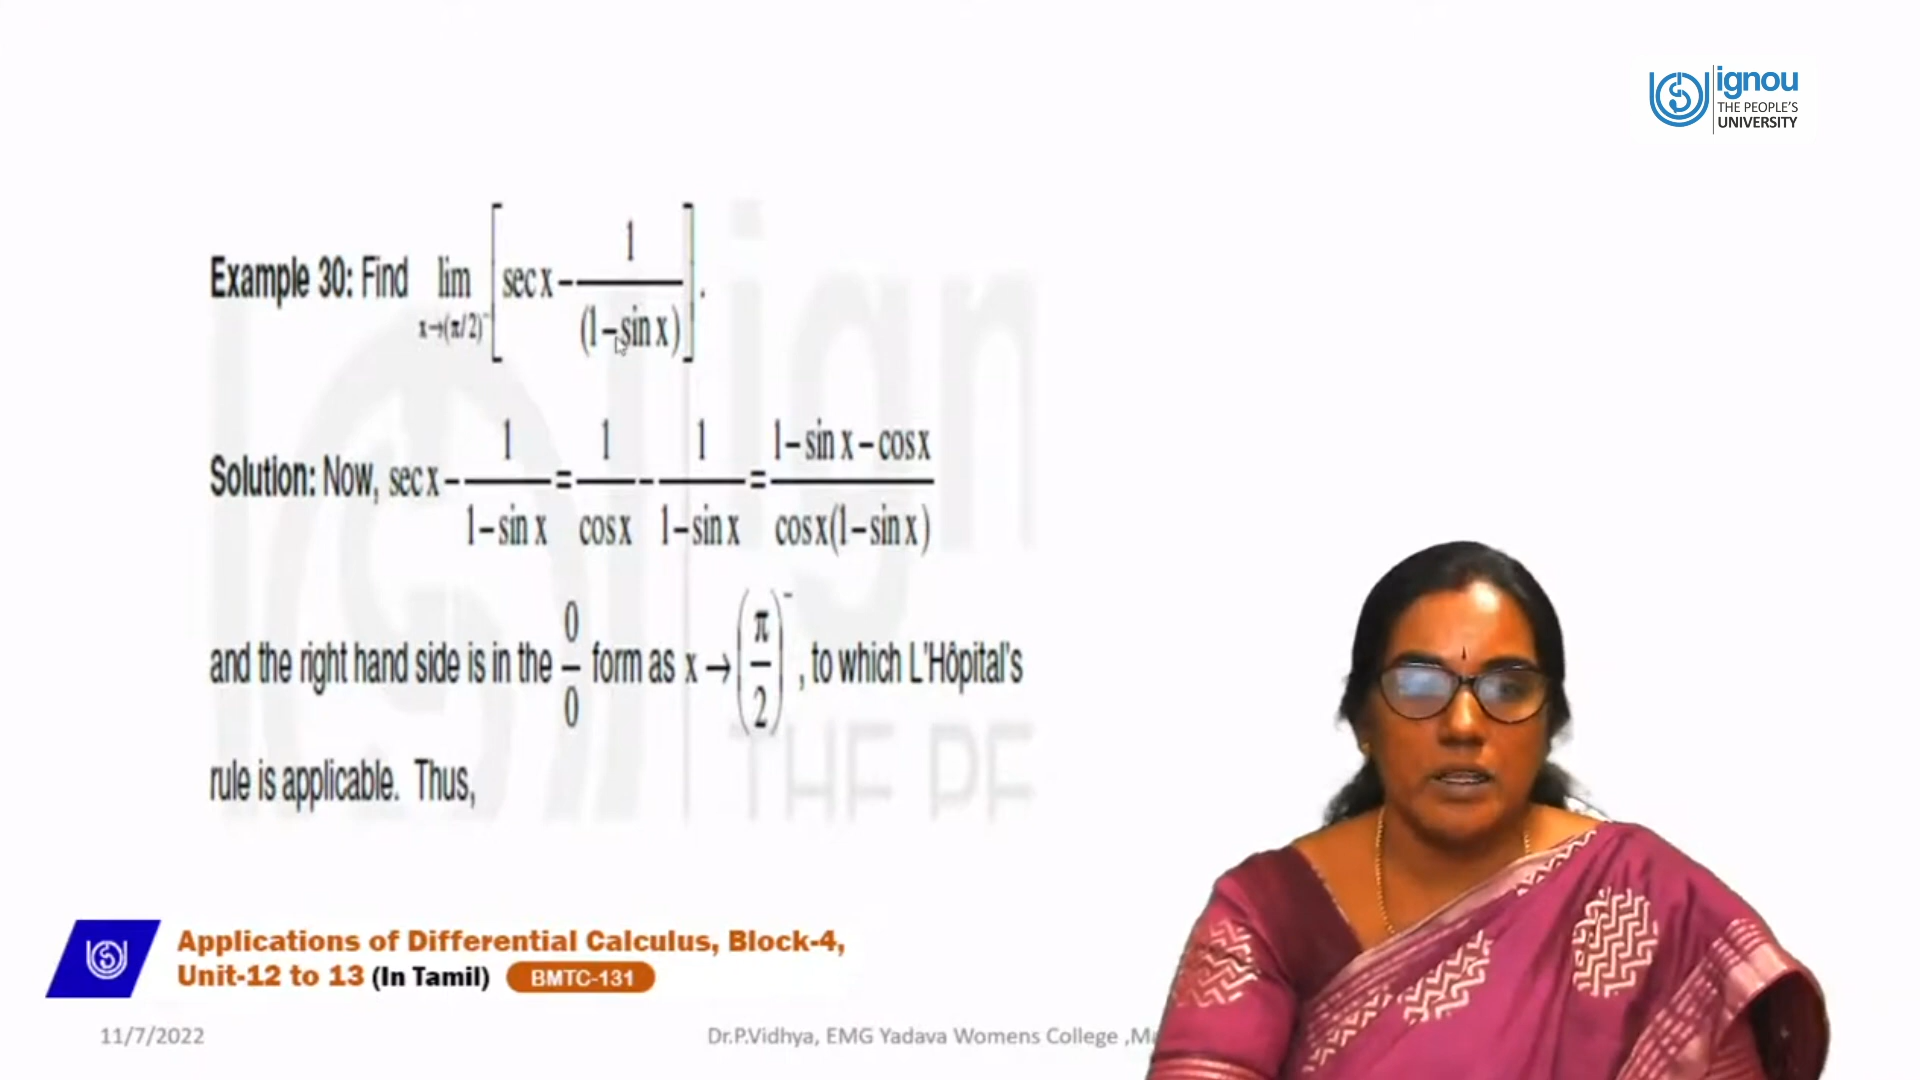 ignou
THE PEOPLE'S
UNIVERSITY
Example 30: Find lim x→(π/2)⁻ [sec x − 1/(1−sin x)].
Solution: Now, sec x − 1/(1−sin x) = 1/cos x − 1/(1−sin x) = (1−sin x−cos x)/(cos x(1−sin x))
and the right hand side is in the 0/0 form as x→(π/2)⁻, to which L'Hôpital's
rule is applicable. Thus,
Applications of Differential Calculus, Block-4,
Unit-12 to 13 (In Tamil) BMTC-131
11/7/2022
Dr.P.Vidhya, EMG Yadava Womens College ,